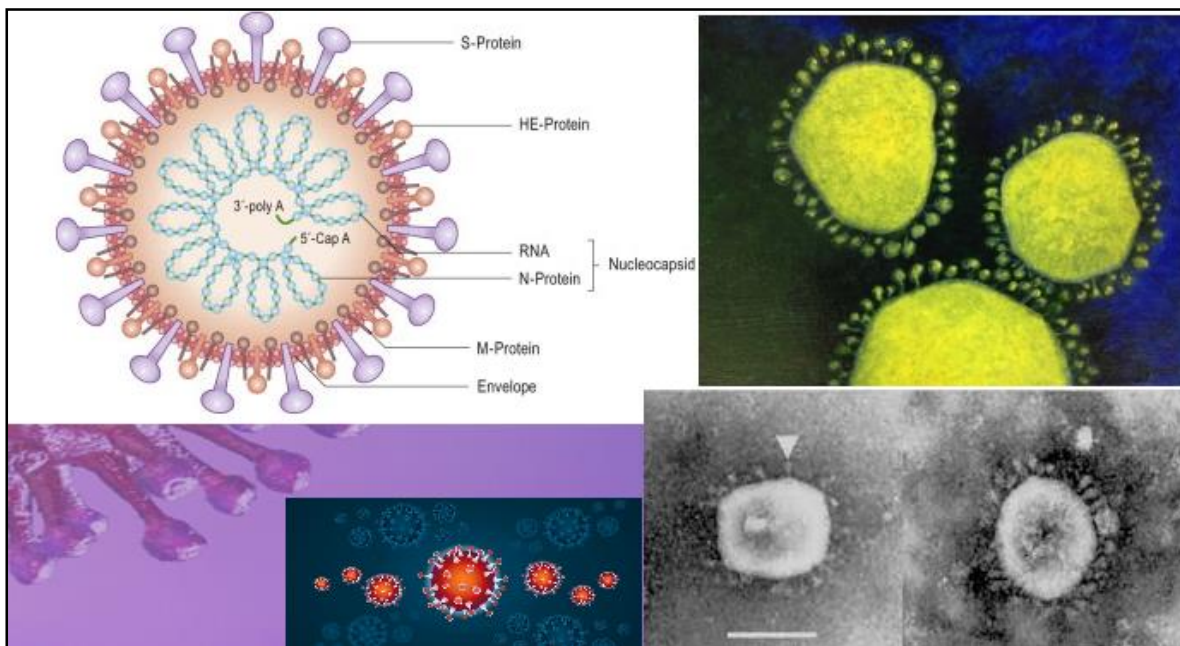 S-Protein
HE-Protein
3´-poly A
5´-Cap A
RNA
N-Protein
Nucleocapsid
M-Protein
Envelope